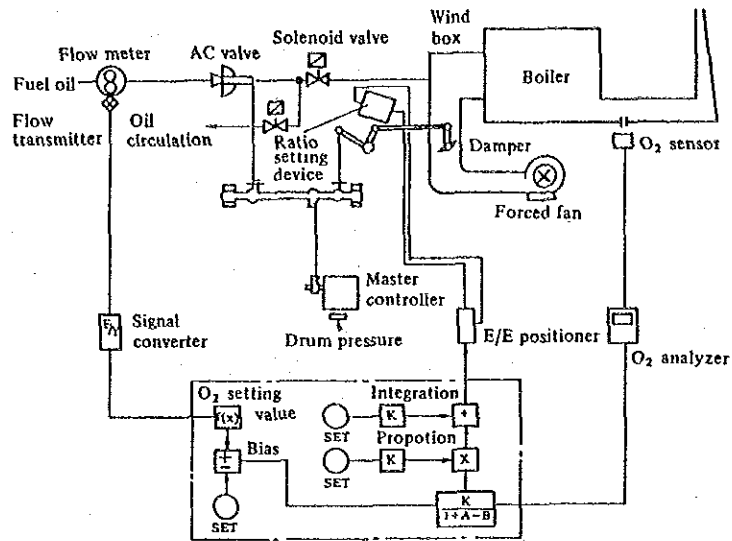 Flow meter
AC valve
Solenoid valve
Wind
box
Boiler
Fuel oil
Flow
transmitter
Oil
circulation
Ratio
setting
device
Damper
O₂ sensor
Forced fan
Master
controller
Drum pressure
Signal
converter
E/E positioner
O₂ analyzer
O₂ setting
value
f(x)
Integration
K
+
SET
Propotion
K
X
SET
Bias
+
−
SET
K
1+A−B